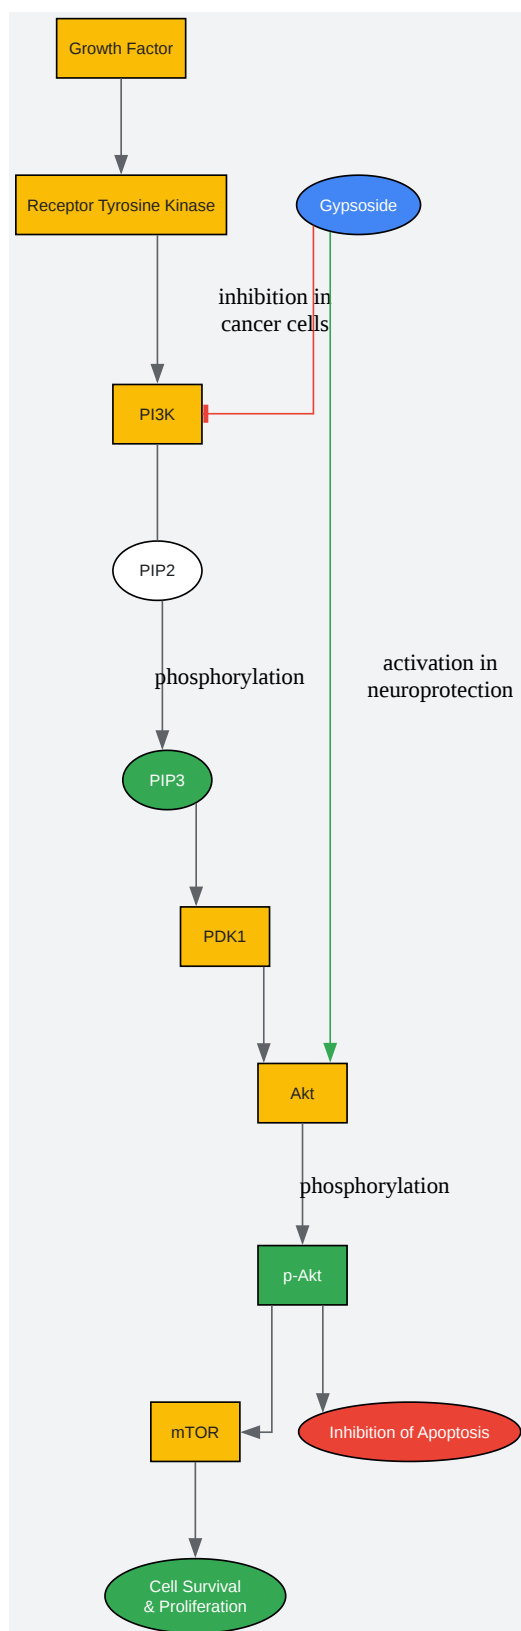 Growth Factor
Receptor Tyrosine Kinase
Gypsoside
inhibition in
cancer cells
PI3K
PIP2
phosphorylation
activation in
neuroprotection
PIP3
PDK1
Akt
phosphorylation
p-Akt
mTOR
Inhibition of Apoptosis
Cell Survival
& Proliferation